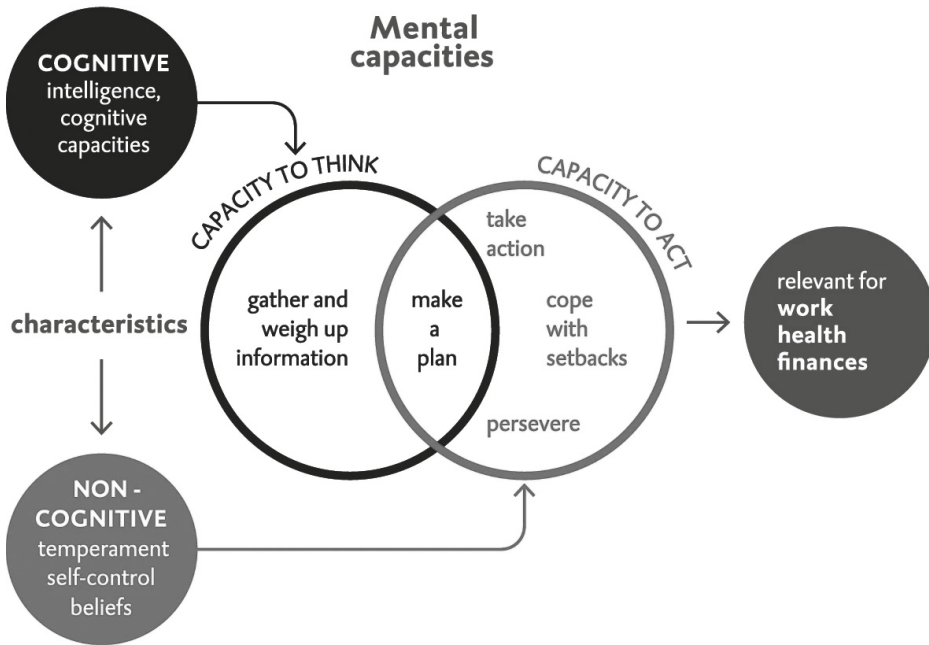 Mental
capacities
COGNITIVE
intelligence,
cognitive
capacities
characteristics
NON -
COGNITIVE
temperament
self-control
beliefs
CAPACITY TO THINK
gather and
weigh up
information
make
a
plan
CAPACITY TO ACT
take
action
cope
with
setbacks
persevere
relevant for
work
health
finances